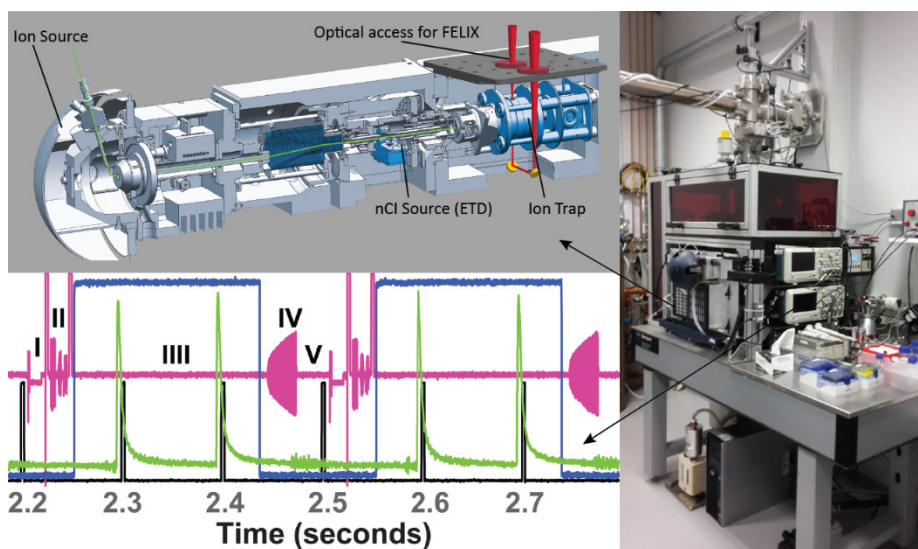 Ion Source
Optical access for FELIX
nCI Source (ETD)
Ion Trap
I
II
IIII
IV
V
2.2
2.3
2.4
2.5
2.6
2.7
Time (seconds)